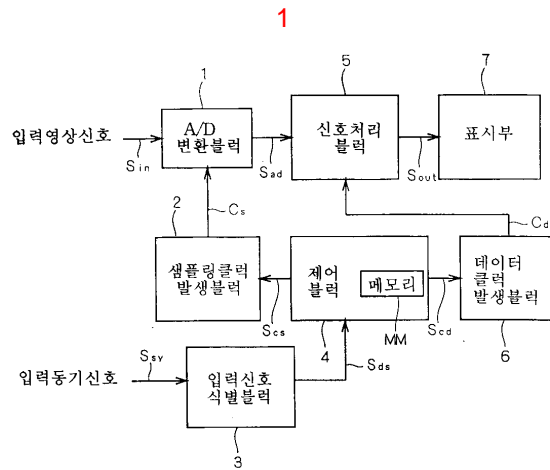 1
1
5
7
입력영상신호
A/D
변환블럭
신호처리
블럭
표시부
Sin
Sad
Sout
2
Cs
Cd
샘플링클럭
발생블럭
제어
블럭
메모리
데이터
클럭
발생블럭
Scs
4
MM
Scd
6
입력동기신호
Ssy
입력신호
식별블럭
Sds
3